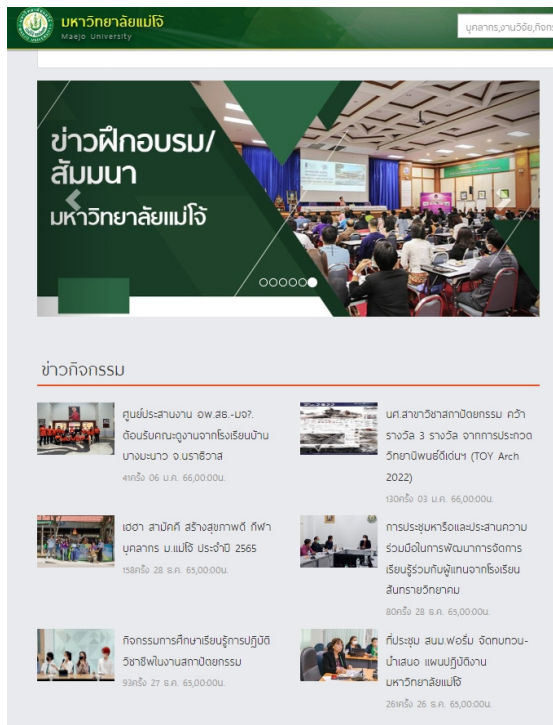 มหาวิทยาลัยแม่โจ้
Maejo University
บุคลากร,งานวิจัย,กิจกร
ข่าวฝึกอบรม/
สัมมนา
มหาวิทยาลัยแม่โจ้
ข่าวกิจกรรม
ศูนย์ประสานงาน อพ.สธ.-มจ?.
ต้อนรับคณะดูงานจากโรงเรียนบ้าน
บางมะนาว จ.นราธิวาส
41ครั้ง 06 ม.ค. 66,00:00น.
นศ.สาขาวิชาสถาปัตยกรรม คว้า
รางวัล 3 รางวัล จากการประกวด
วิทยานิพนธ์ดีเด่นฯ (TOY Arch
2022)
130ครั้ง 03 ม.ค. 66,00:00น.
เฮฮา สามัคคี สร้างสุขภาพดี กีฬา
บุคลากร ม.แม่โจ้ ประจำปี 2565
158ครั้ง 28 ธ.ค. 65,00:00น.
การประชุมหารือและประสานความ
ร่วมมือในการพัฒนาการจัดการ
เรียนรู้ร่วมกับผู้แทนจากโรงเรียน
สันทรายวิทยาคม
80ครั้ง 28 ธ.ค. 65,00:00น.
กิจกรรมการศึกษาเรียนรู้การปฏิบัติ
วิชาชีพในงานสถาปัตยกรรม
93ครั้ง 27 ธ.ค. 65,00:00น.
ที่ประชุม สนม.ฟอรั่ม จัดทบทวน-
นำเสนอ แผนปฏิบัติงาน
มหาวิทยาลัยแม่โจ้
261ครั้ง 26 ธ.ค. 65,00:00น.